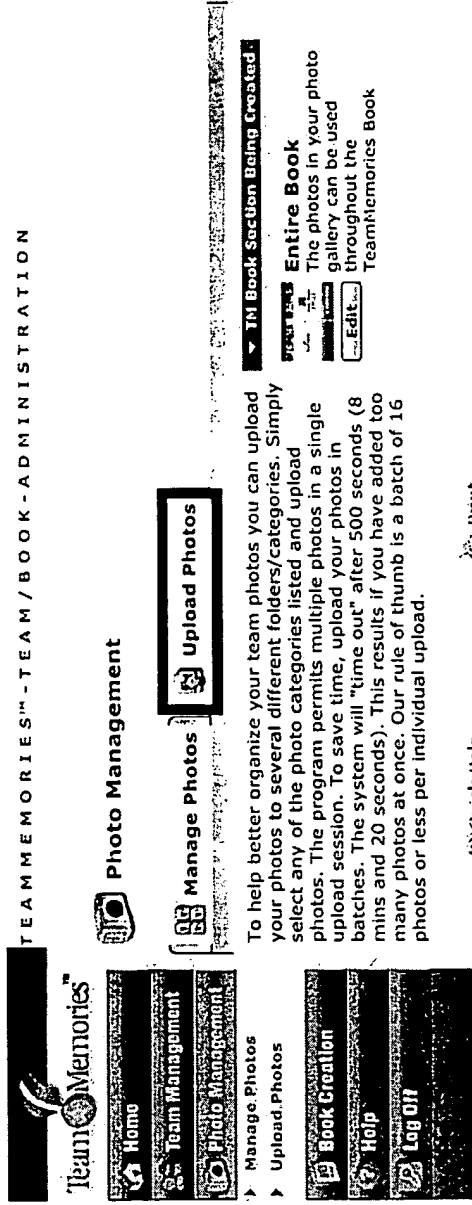 TEAMMEMORIES™-TEAM/BOOK-ADMINISTRATION
Team Memories™
Home
Team Management
Photo Management
Manage Photos
Upload Photos
Book Creation
Help
Log Off
Photo Management
Manage Photos
Upload Photos
To help better organize your team photos you can upload
your photos to several different folders/categories. Simply
select any of the photo categories listed and upload
photos. The program permits multiple photos in a single
upload session. To save time, upload your photos in
batches. The system will "time out" after 500 seconds (8
mins and 20 seconds). This results if you have added too
many photos at once. Our rule of thumb is a batch of 16
photos or less per individual upload.
TM Book Section Being Created
Entire Book
The photos in your photo
gallery can be used
throughout the
TeamMemories Book
Edit